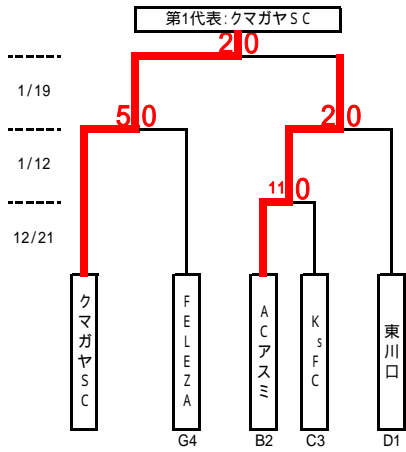 第1代表:クマガヤSC
2 0
1/19
5 0
2 0
1/12
11 0
12/21
クマガヤSC
FELEZA
ACアスミ
KsFC
東川口
G4
B2
C3
D1